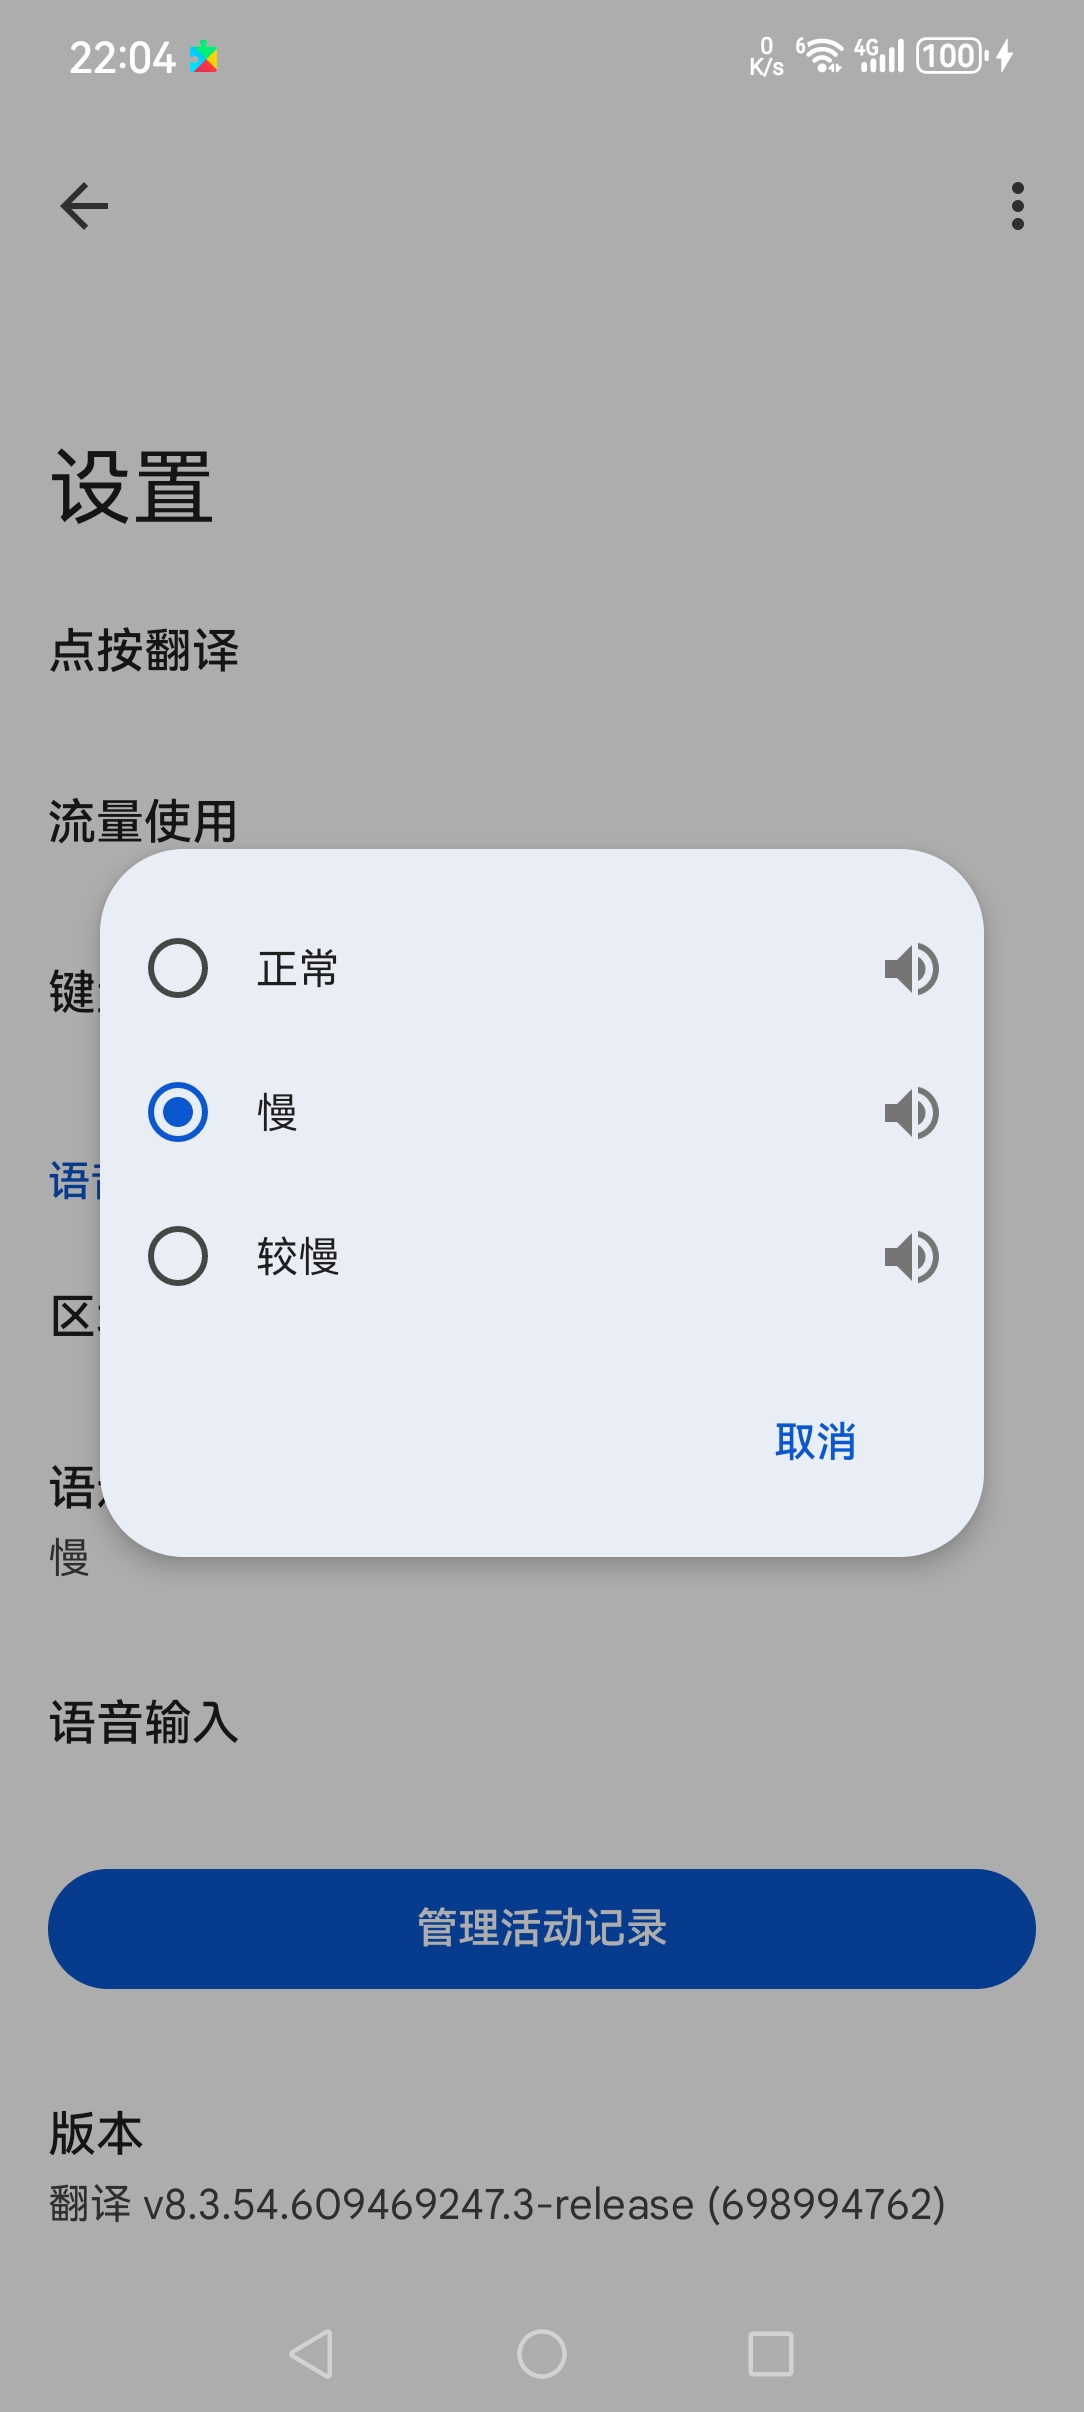 22:04
0 K/s 6 4G 100
设置
点按翻译
流量使用
键
正常
慢
语
较慢
区
取消
语
慢
语音输入
管理活动记录
版本
翻译 v8.3.54.609469247.3-release (698994762)